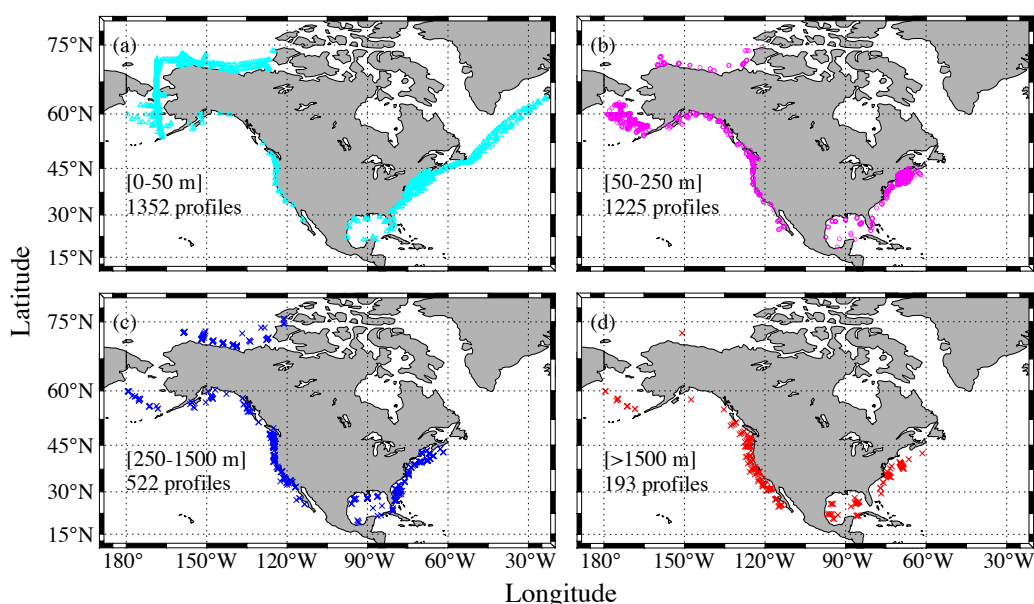 (a)
75°N
60°N
45°N
30°N
15°N
[0-50 m]
1352 profiles
(b)
[50-250 m]
1225 profiles
Latitude
(c)
75°N
60°N
45°N
30°N
15°N
[250-1500 m]
522 profiles
180°W 150°W 120°W 90°W 60°W 30°W
(d)
[>1500 m]
193 profiles
180°W 150°W 120°W 90°W 60°W 30°W
Longitude